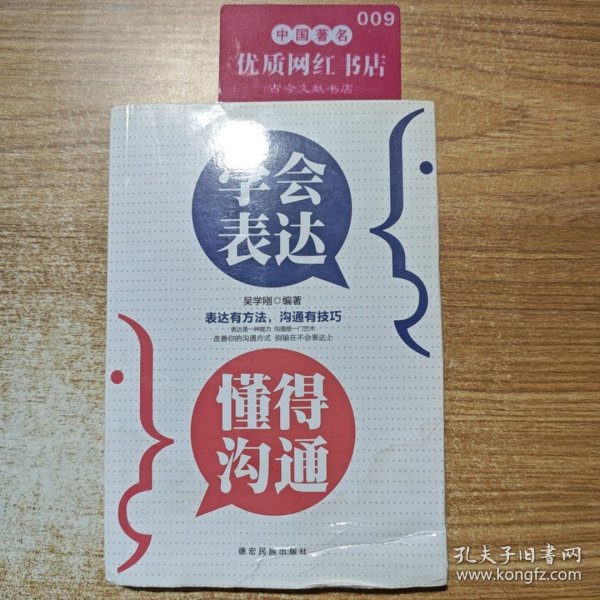 009
中国著名
优质网红书店
古今文献书店
学会
表达
吴学刚□编著
表达有方法，沟通有技巧
表达是一种能力 沟通是一门艺术
改善你的沟通方式 别输在不会表达上
懂得
沟通
德宏民族出版社
孔夫子旧书网
www.kongfz.com